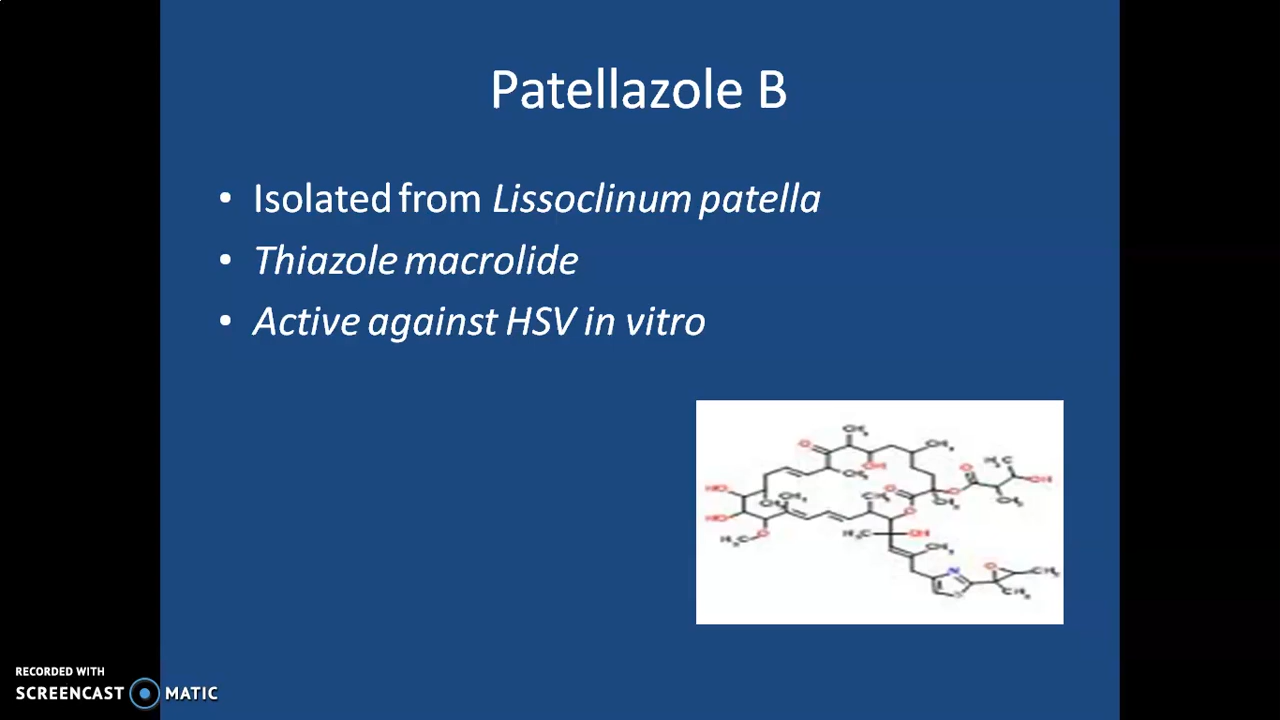 Patellazole B
• Isolated from Lissoclinum patella
• Thiazole macrolide
• Active against HSV in vitro
RECORDED WITH
SCREENCAST MATIC